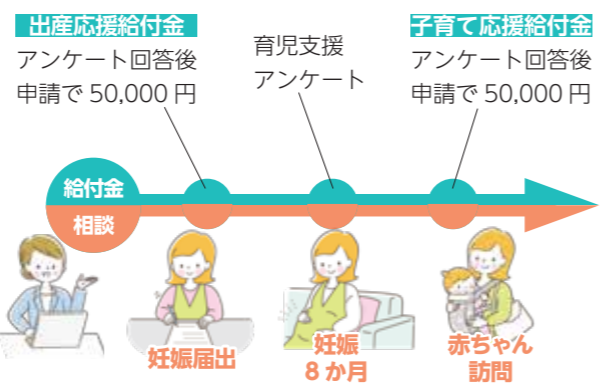 出産応援給付金
アンケート回答後
申請で 50,000 円
育児支援
アンケート
子育て応援給付金
アンケート回答後
申請で 50,000 円
給付金
相談
妊娠届出
妊娠
8 か月
赤ちゃん
訪問